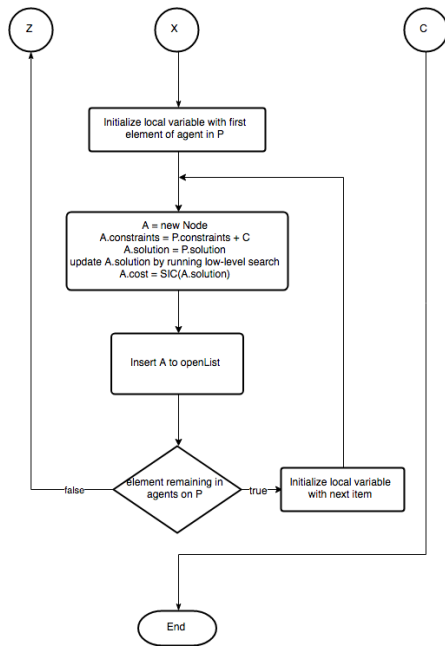 Z
X
C
Initialize local variable with first
element of agent in P
A = new Node
A.constraints = P.constraints + C
A.solution = P.solution
update A.solution by running low-level search
A.cost = SIC(A.solution)
Insert A to openList
element remaining in
agents on P
false
true
Initialize local variable
with next item
End